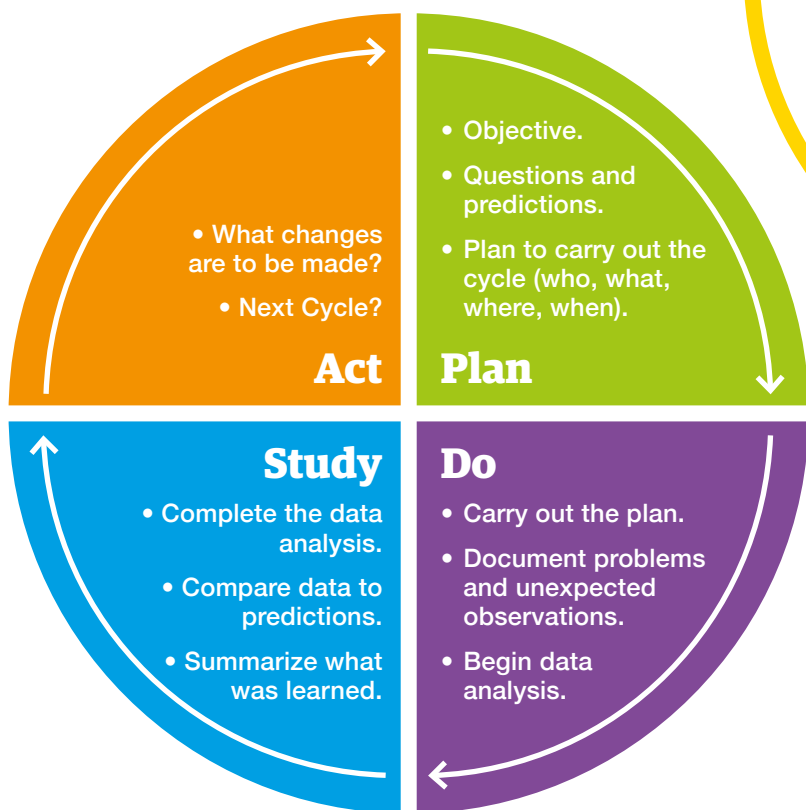 • What changes
are to be made?
• Next Cycle?
Act
• Objective.
• Questions and
predictions.
• Plan to carry out the
cycle (who, what,
where, when).
Plan
Study
• Complete the data
analysis.
• Compare data to
predictions.
• Summarize what
was learned.
Do
• Carry out the plan.
• Document problems
and unexpected
observations.
• Begin data
analysis.